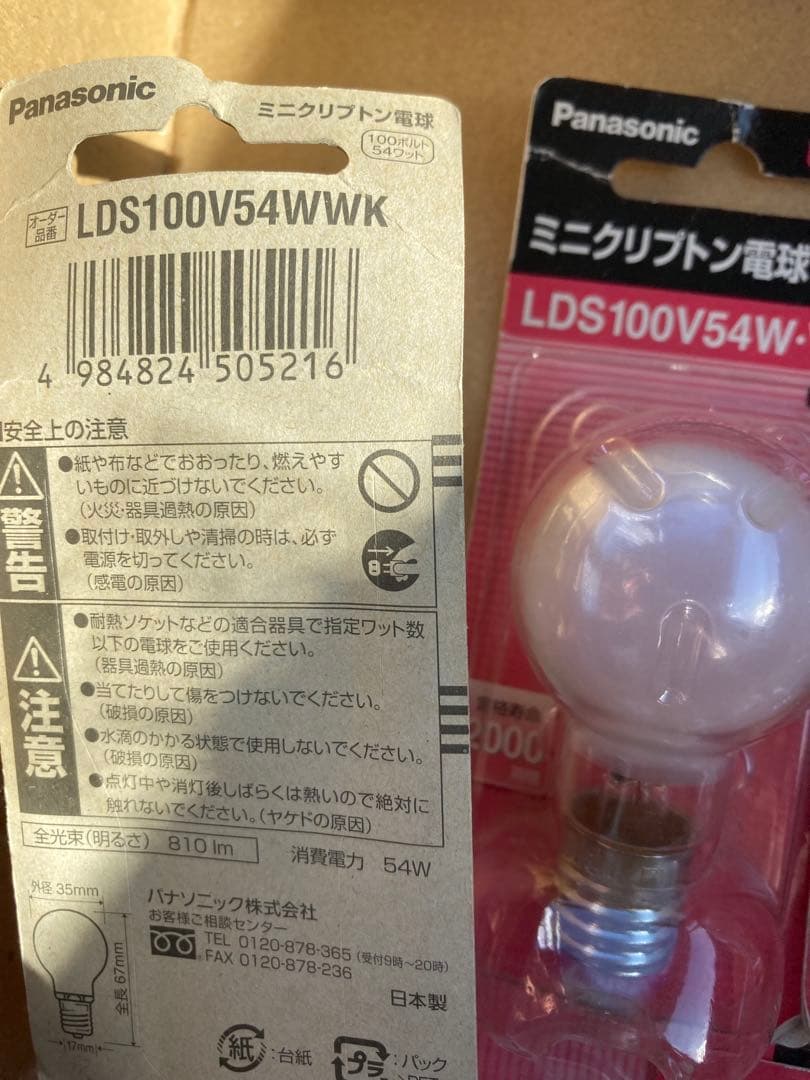 Panasonic
ミニクリプトン電球
100ボルト
54ワット
オーダー
品番
LDS100V54WWK
4 984824 505216
安全上の注意
警告
●紙や布などでおおったり、燃えやす
いものに近づけないでください。
(火災・器具過熱の原因)
●取付け・取外しや清掃の時は、必ず
電源を切ってください。
(感電の原因)
注意
●耐熱ソケットなどの適合器具で指定ワット数
以下の電球をご使用ください。
(器具過熱の原因)
●当てたりして傷をつけないでください。
(破損の原因)
●水滴のかかる状態で使用しないでください。
(破損の原因)
●点灯中や消灯後しばらくは熱いので絶対に
触れないでください。(ヤケドの原因)
全光束(明るさ) 810 lm
消費電力 54W
外径 35mm
全長 67mm
17mm
パナソニック株式会社
お客様ご相談センター
TEL 0120-878-365 (受付9時〜20時)
FAX 0120-878-236
日本製
紙:台紙
プラ:パック
Panasonic
ミニクリプトン電球
LDS100V54W・
定格寿命
2000